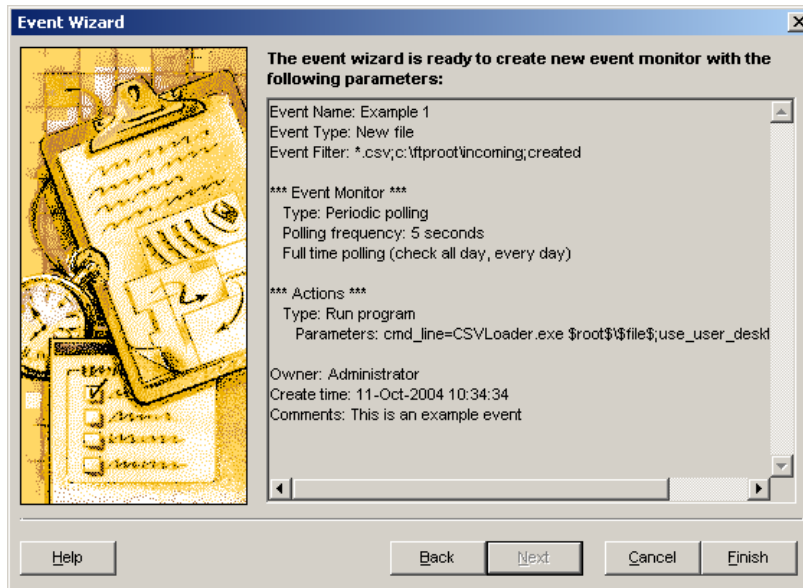 Event Wizard
The event wizard is ready to create new event monitor with the
following parameters:
Event Name: Example 1
Event Type: New file
Event Filter: *.csv;c:\ftproot\incoming;created
*** Event Monitor ***
Type: Periodic polling
Polling frequency: 5 seconds
Full time polling (check all day, every day)
*** Actions ***
Type: Run program
Parameters: cmd_line=CSVLoader.exe $root$\$file$;use_user_deskt
Owner: Administrator
Create time: 11-Oct-2004 10:34:34
Comments: This is an example event
Help
Back
Next
Cancel
Finish